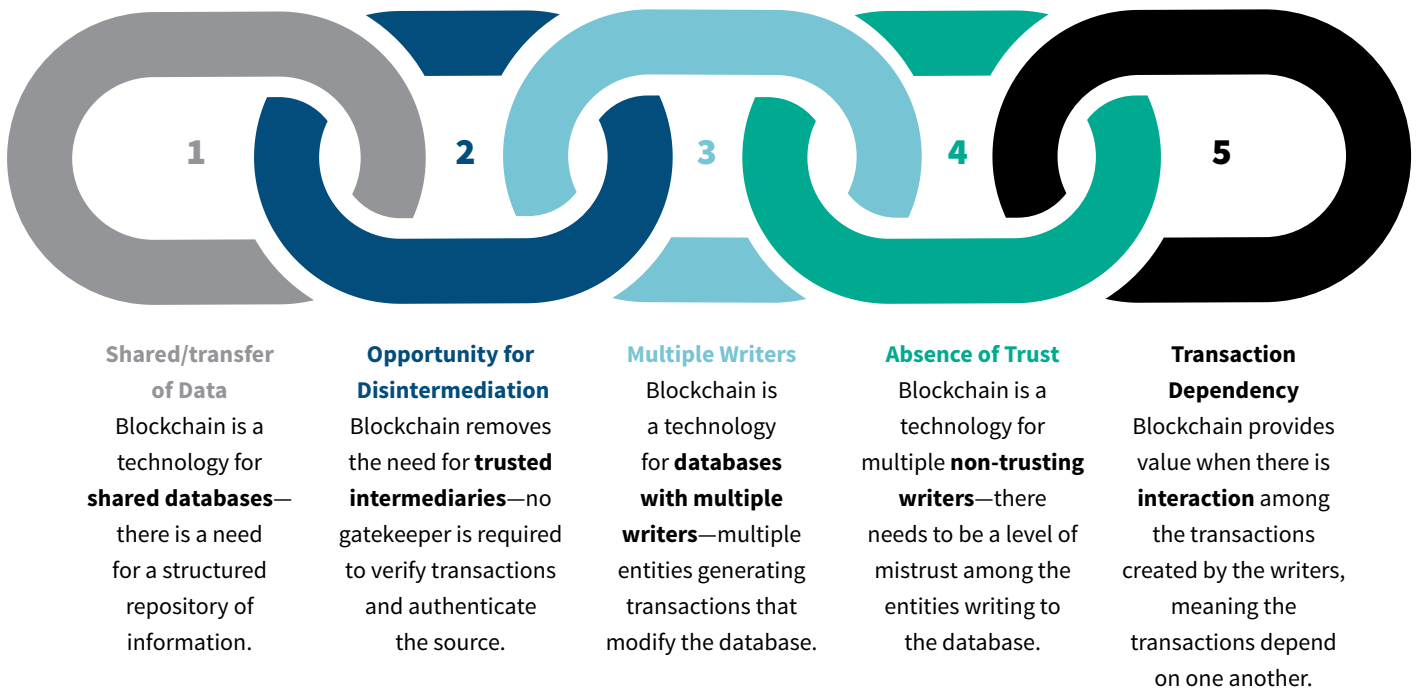 1
2
3
4
5
Shared/transfer
of Data
Blockchain is a
technology for
shared databases—
there is a need
for a structured
repository of
information.
Opportunity for
Disintermediation
Blockchain removes
the need for trusted
intermediaries—no
gatekeeper is required
to verify transactions
and authenticate
the source.
Multiple Writers
Blockchain is
a technology
for databases
with multiple
writers—multiple
entities generating
transactions that
modify the database.
Absence of Trust
Blockchain is a
technology for
multiple non-trusting
writers—there
needs to be a level of
mistrust among the
entities writing to
the database.
Transaction
Dependency
Blockchain provides
value when there is
interaction among
the transactions
created by the writers,
meaning the
transactions depend
on one another.